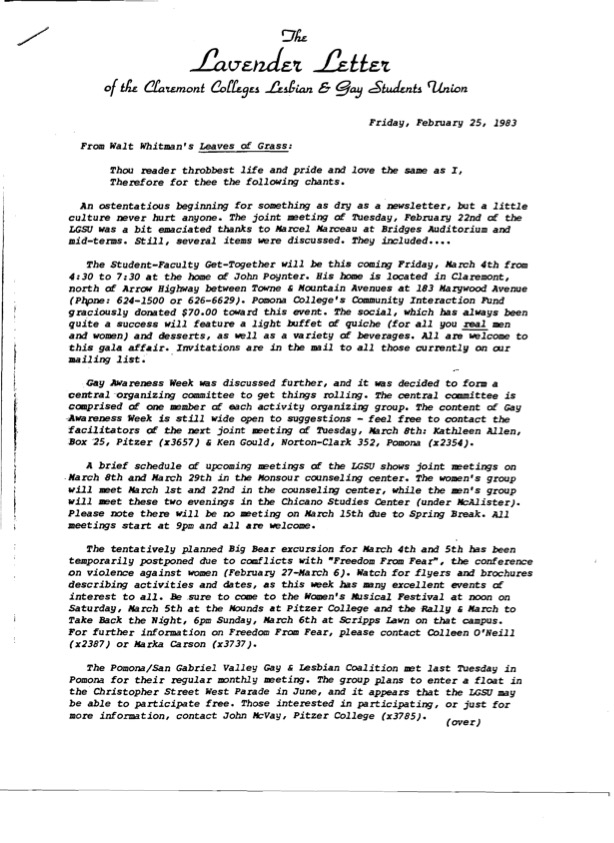 The
Lavender Letter
of the Claremont Colleges Lesbian & Gay Students Union
Friday, February 25, 1983
From Walt Whitman's Leaves of Grass:
Thou reader throbbest life and pride and love the same as I,
Therefore for thee the following chants.
An ostentatious beginning for something as dry as a newsletter, but a little
culture never hurt anyone. The joint meeting of Tuesday, February 22nd of the
LGSU was a bit emaciated thanks to Marcel Marceau at Bridges Auditorium and
mid-terms. Still, several items were discussed. They included....
The Student-Faculty Get-Together will be this coming Friday, March 4th from
4:30 to 7:30 at the home of John Poynter. His home is located in Claremont,
north of Arrow Highway between Towne & Mountain Avenues at 183 Marywood Avenue
(Phone: 624-1500 or 626-6629). Pomona College's Community Interaction Fund
graciously donated $70.00 toward this event. The social, which has always been
quite a success will feature a light buffet of quiche (for all you real men
and women) and desserts, as well as a variety of beverages. All are welcome to
this gala affair. Invitations are in the mail to all those currently on our
mailing list.
Gay Awareness Week was discussed further, and it was decided to form a
central organizing committee to get things rolling. The central committee is
comprised of one member of each activity organizing group. The content of Gay
Awareness Week is still wide open to suggestions - feel free to contact the
facilitators of the next joint meeting of Tuesday, March 8th: Kathleen Allen,
Box 25, Pitzer (x3657) & Ken Gould, Norton-Clark 352, Pomona (x2354).
A brief schedule of upcoming meetings of the LGSU shows joint meetings on
March 8th and March 29th in the Monsour counseling center. The women's group
will meet March 1st and 22nd in the counseling center, while the men's group
will meet these two evenings in the Chicano Studies Center (under McAlister).
Please note there will be no meeting on March 15th due to Spring Break. All
meetings start at 9pm and all are welcome.
The tentatively planned Big Bear excursion for March 4th and 5th has been
temporarily postponed due to conflicts with "Freedom From Fear", the conference
on violence against women (February 27-March 6). Watch for flyers and brochures
describing activities and dates, as this week has many excellent events of
interest to all. Be sure to come to the Women's Musical Festival at noon on
Saturday, March 5th at the Mounds at Pitzer College and the Rally & March to
Take Back the Night, 6pm Sunday, March 6th at Scripps Lawn on that campus.
For further information on Freedom From Fear, please contact Colleen O'Neill
(x2387) or Marka Carson (x3737).
The Pomona/San Gabriel Valley Gay & Lesbian Coalition met last Tuesday in
Pomona for their regular monthly meeting. The group plans to enter a float in
the Christopher Street West Parade in June, and it appears that the LGSU may
be able to participate free. Those interested in participating, or just for
more information, contact John McVay, Pitzer College (x3785).
(over)